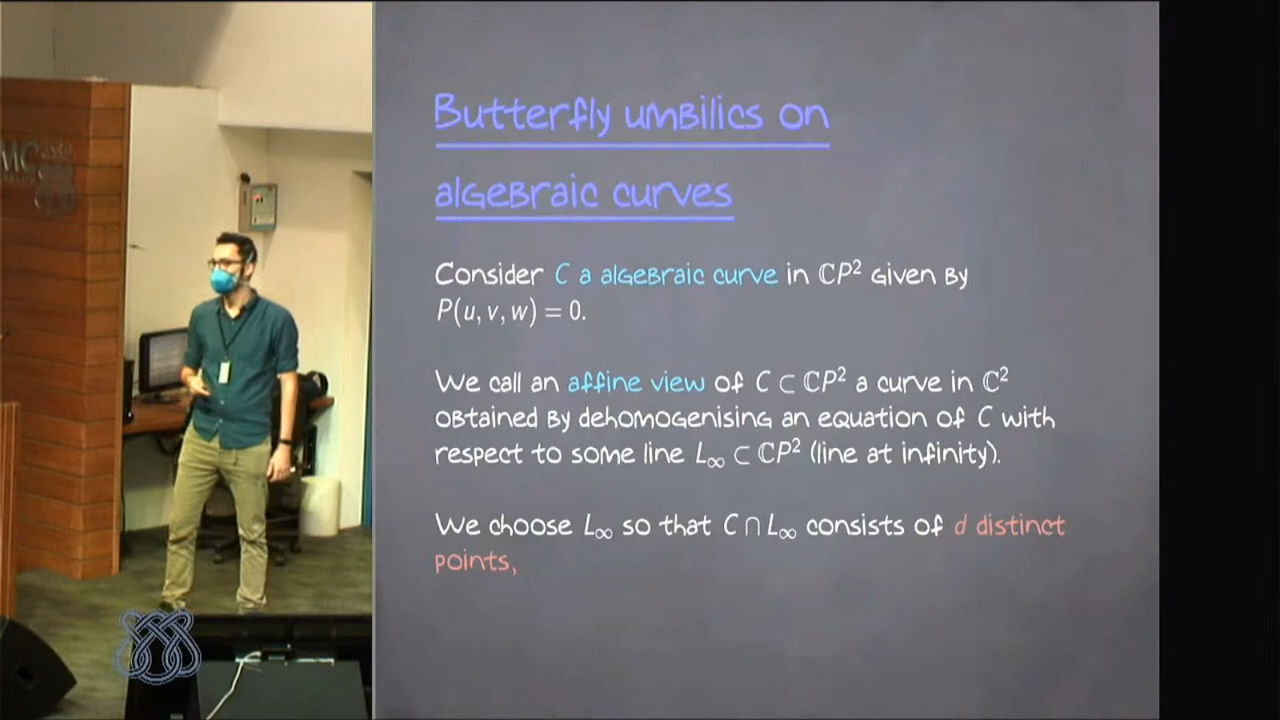 Butterfly umbilics on
algebraic curves
Consider C a algebraic curve in ℂP² given by
P(u, v, w) = 0.
We call an affine view of C ⊂ ℂP² a curve in ℂ²
obtained by dehomogenising an equation of C with
respect to some line L∞ ⊂ ℂP² (line at infinity).
We choose L∞ so that C ∩ L∞ consists of d distinct
points,